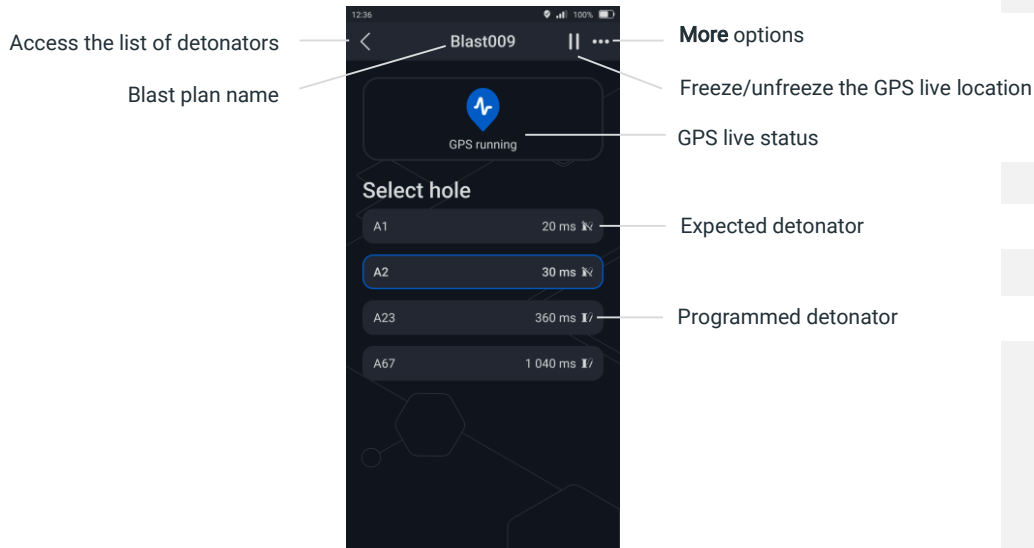 12:36
100%
Access the list of detonators
Blast009
More options
Blast plan name
Freeze/unfreeze the GPS live location
GPS running
GPS live status
Select hole
A1 20 ms
Expected detonator
A2 30 ms
A23 360 ms
Programmed detonator
A67 1 040 ms